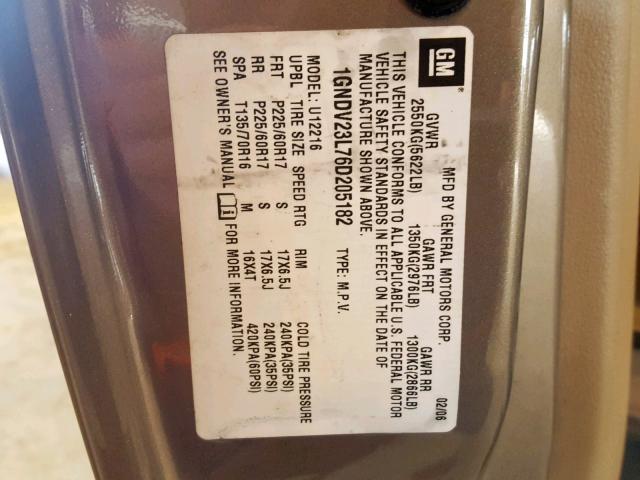 GM
MFD BY GENERAL MOTORS CORP. 02/06
GVWR GAWR FRT GAWR RR
2550KG(5622LB) 1350KG(2976LB) 1300KG(2866LB)
THIS VEHICLE CONFORMS TO ALL APPLICABLE U.S. FEDERAL MOTOR
VEHICLE SAFETY STANDARDS IN EFFECT ON THE DATE OF
MANUFACTURE SHOWN ABOVE.
1GNDV23L76D205182 TYPE: M.P.V.
MODEL: U12216
UPBL TIRE SIZE SPEED RTG RIM COLD TIRE PRESSURE
FRT P225/60R17 S 17X6.5J 240KPA(35PSI)
RR P225/60R17 S 17X6.5J 240KPA(35PSI)
SPA T135/70R16 M 16X4T 420KPA(60PSI)
SEE OWNER'S MANUAL FOR MORE INFORMATION.